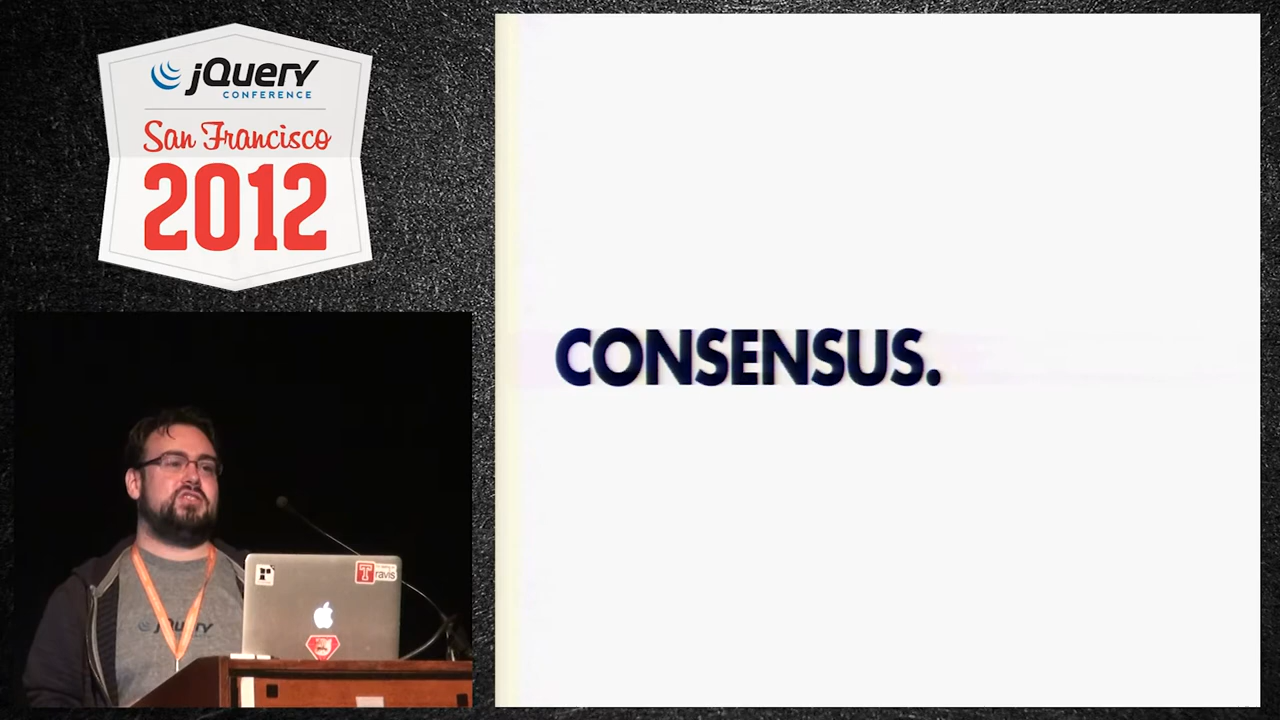 jQuery
CONFERENCE
San Francisco
2012
CONSENSUS.
jQuery
r
Travis